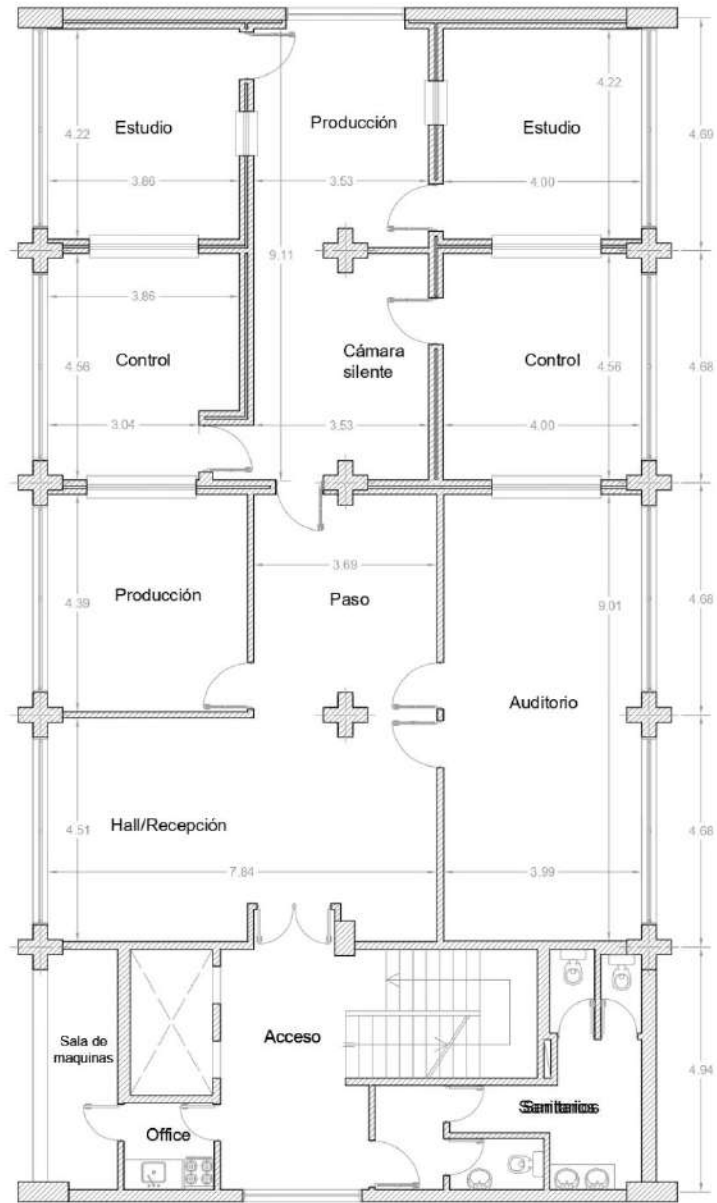 4.22
Estudio
3.86
Producción
3.53
4.22
Estudio
4.00
4.69
9.11
3.86
4.56
Control
3.04
Cámara
silente
3.53
Control
4.56
4.00
4.68
4.39
Producción
3.69
Paso
9.01
4.68
Auditorio
4.51
Hall/Recepción
7.84
3.99
4.68
Sala de
maquinas
Acceso
4.94
Office
Sanitarios